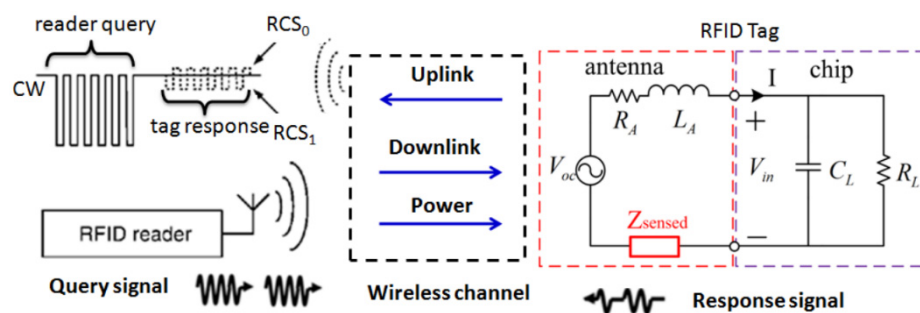 reader query
RCS0
CW
tag response
RCS1
RFID reader
Query signal
Uplink
Downlink
Power
Wireless channel
RFID Tag
antenna
chip
I
RA
LA
+
Voc
Vin
CL
RL
Zsensed
−
Response signal